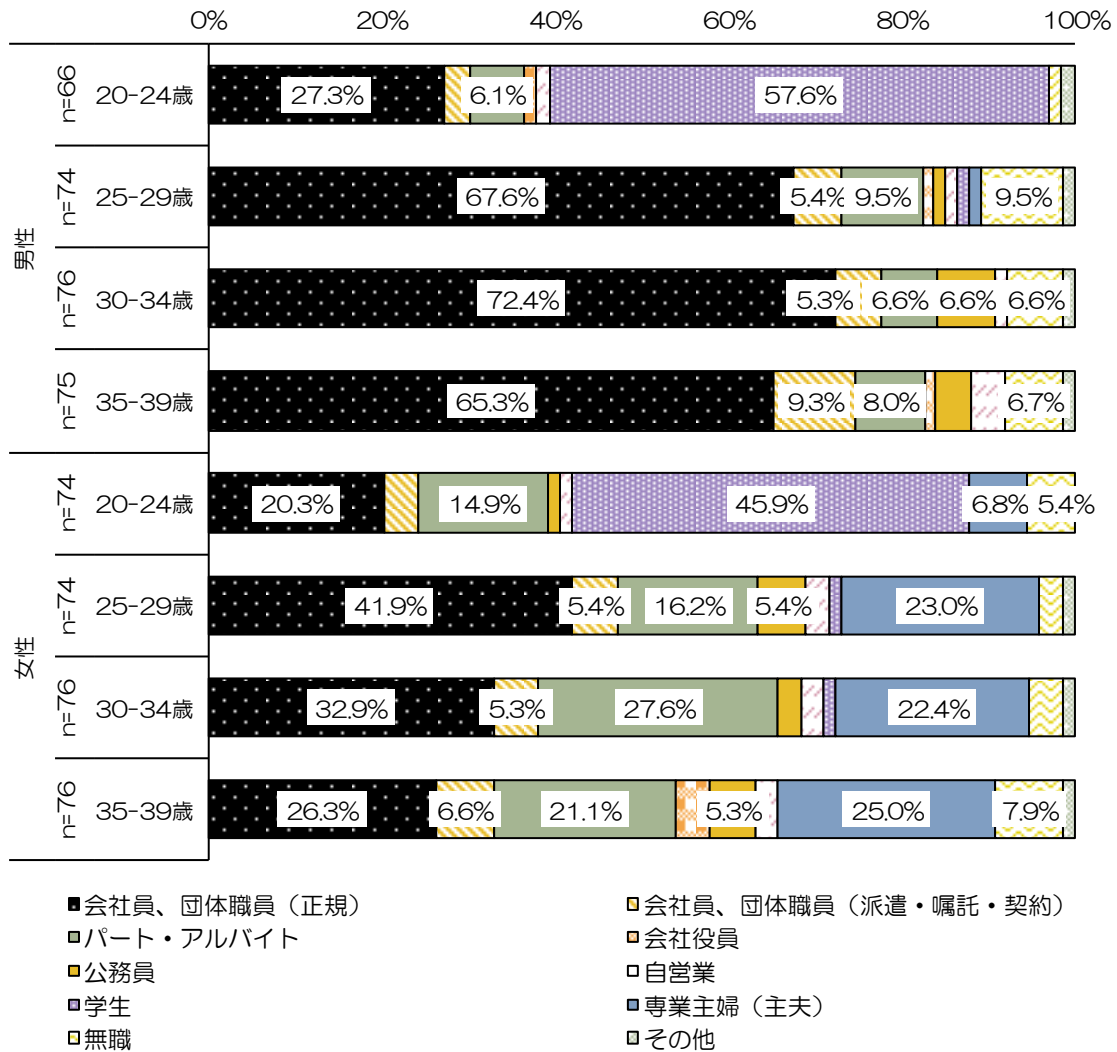 0% 20% 40% 60% 80% 100%
男性
n=66 20-24歳 27.3% 6.1% 57.6%
n=74 25-29歳 67.6% 5.4% 9.5% 9.5%
n=76 30-34歳 72.4% 5.3% 6.6% 6.6% 6.6%
n=75 35-39歳 65.3% 9.3% 8.0% 6.7%
女性
n=74 20-24歳 20.3% 14.9% 45.9% 6.8% 5.4%
n=74 25-29歳 41.9% 5.4% 16.2% 5.4% 23.0%
n=76 30-34歳 32.9% 5.3% 27.6% 22.4%
n=76 35-39歳 26.3% 6.6% 21.1% 5.3% 25.0% 7.9%
会社員、団体職員（正規） 会社員、団体職員（派遣・嘱託・契約）
パート・アルバイト 会社役員
公務員 自営業
学生 専業主婦（主夫）
無職 その他